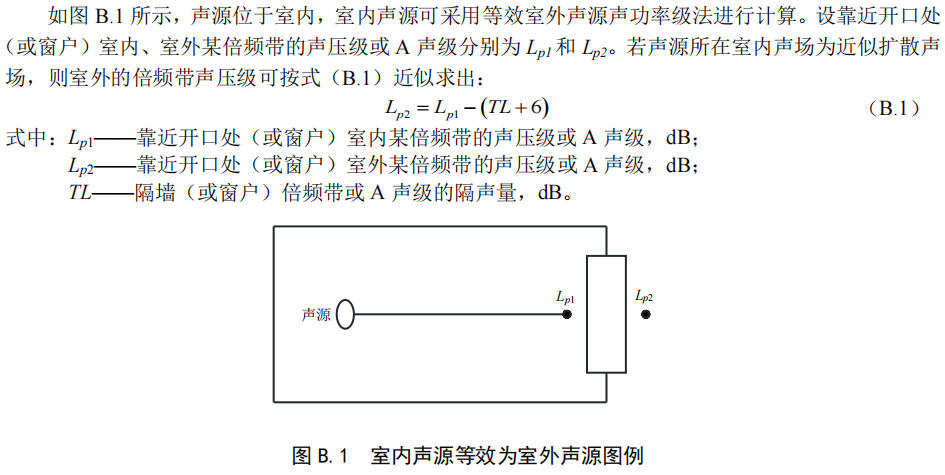 如图 B.1 所示，声源位于室内，室内声源可采用等效室外声源声功率级法进行计算。设靠近开口处
（或窗户）室内、室外某倍频带的声压级或 A 声级分别为 Lp1 和 Lp2。若声源所在室内声场为近似扩散声
场，则室外的倍频带声压级可按式（B.1）近似求出：
Lp2 = Lp1 − (TL + 6) （B.1）
式中：Lp1——靠近开口处（或窗户）室内某倍频带的声压级或 A 声级，dB；
Lp2——靠近开口处（或窗户）室外某倍频带的声压级或 A 声级，dB；
TL——隔墙（或窗户）倍频带或 A 声级的隔声量，dB。
声源
Lp1
Lp2
图 B.1 室内声源等效为室外声源图例